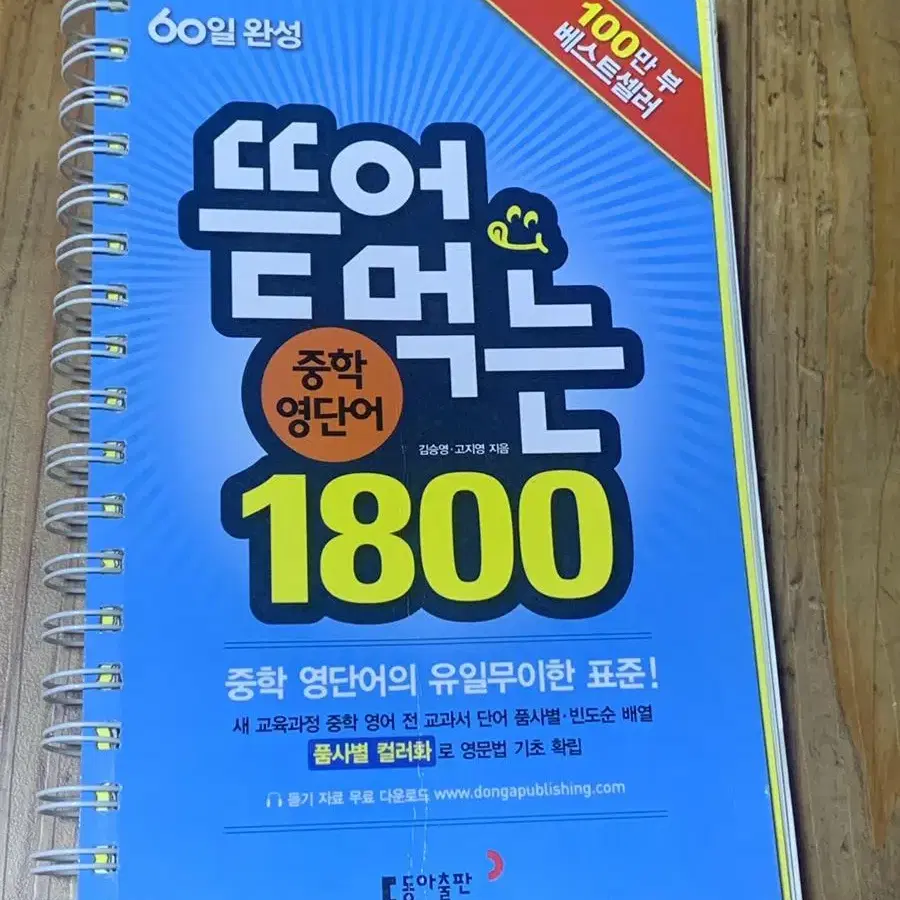 60일 완성
100만 부
베스트셀러
뜯어
먹는
중학
영단어
김승영·고지영 지음
1800
중학 영단어의 유일무이한 표준!
새 교육과정 중학 영어 전 교과서 단어 품사별·빈도순 배열
품사별 컬러화로 영문법 기초 확립
듣기 자료 무료 다운로드 www.dongapublishing.com
동아출판